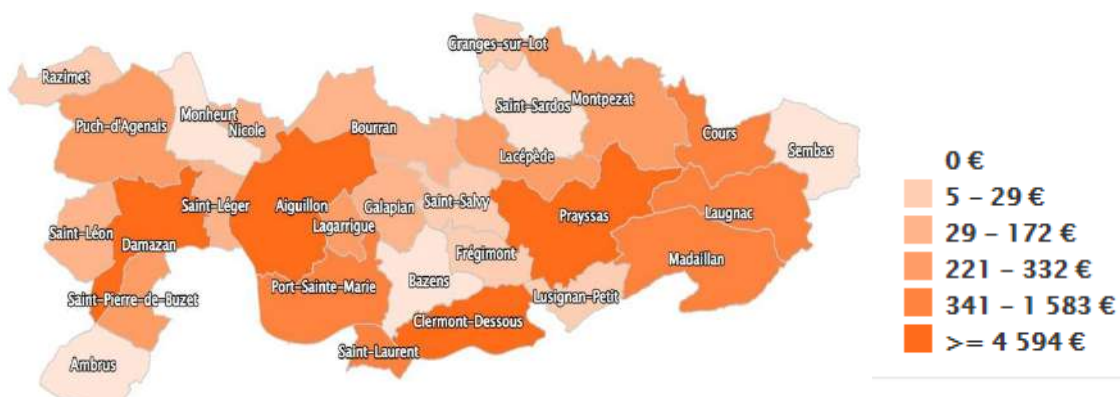 Granges-sur-Lot
Razimet
Saint-Sardos
Montpezat
Monheurt
Puch-d'Agenais
Nicole
Bourran
Cours
Sembas
Lacépède
Saint-Léger
Aiguillon
Galapian
Saint-Salvy
Prayssas
Laugnac
Lagarrigue
Saint-Léon
Damazan
Frégimont
Madaillan
Bazens
Port-Sainte-Marie
Lusignan-Petit
Saint-Pierre-de-Buzet
Clermont-Dessous
Saint-Laurent
Ambrus
0 €
5 – 29 €
29 – 172 €
221 – 332 €
341 – 1 583 €
>= 4 594 €